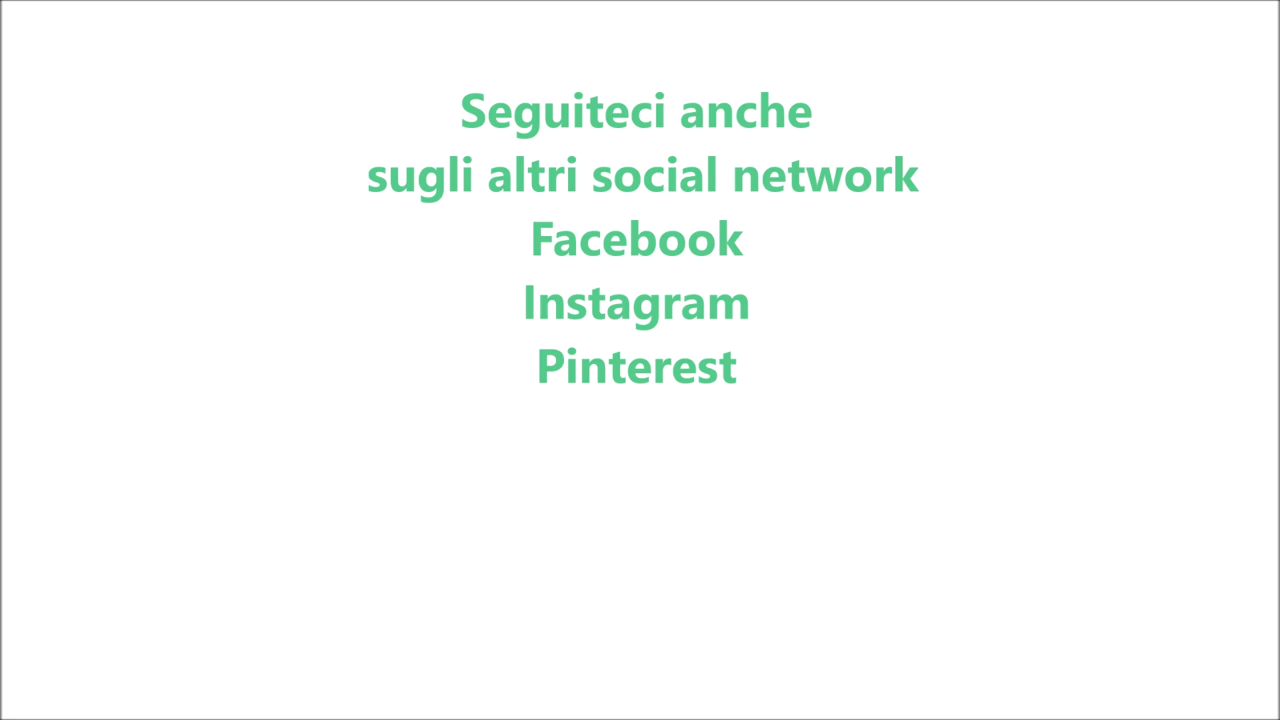 Seguiteci anche
sugli altri social network
Facebook
Instagram
Pinterest